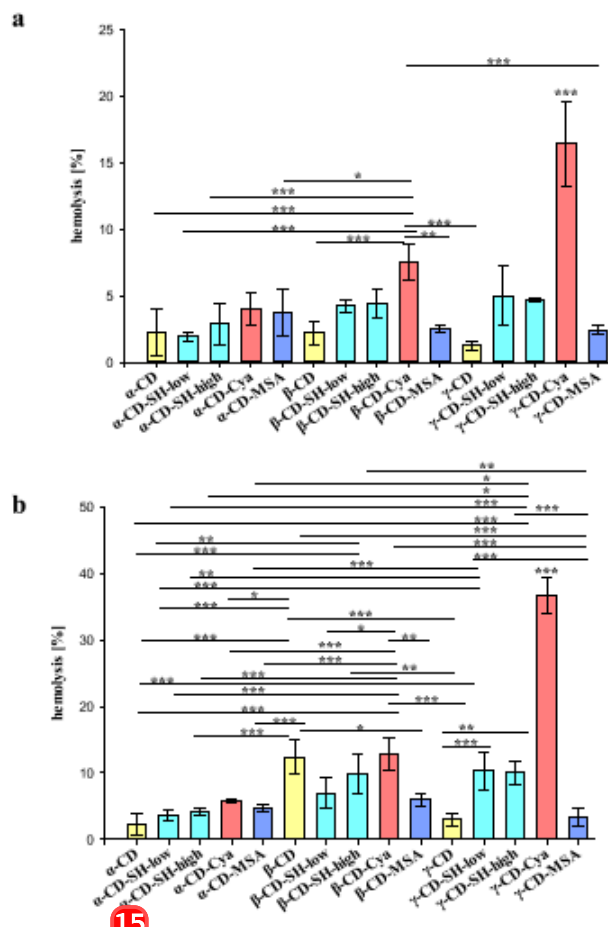 a
25
***
20
***
15
*
***
***
***
***
***
**
10
5
0
hemolysis [%]
α-CD
α-CD-SH-low
α-CD-SH-high
α-CD-Cya
α-CD-MSA
β-CD
β-CD-SH-low
β-CD-SH-high
β-CD-Cya
β-CD-MSA
γ-CD
γ-CD-SH-low
γ-CD-SH-high
γ-CD-Cya
γ-CD-MSA
b
**
*
*
***
***
***
***
**
***
***
***
***
***
**
***
***
*
***
***
*
***
**
***
***
**
***
***
***
***
***
***
*
***
**
***
50
40
30
20
10
0
hemolysis [%]
α-CD
α-CD-SH-low
α-CD-SH-high
α-CD-Cya
α-CD-MSA
β-CD
β-CD-SH-low
β-CD-SH-high
β-CD-Cya
β-CD-MSA
γ-CD
γ-CD-SH-low
γ-CD-SH-high
γ-CD-Cya
γ-CD-MSA
15